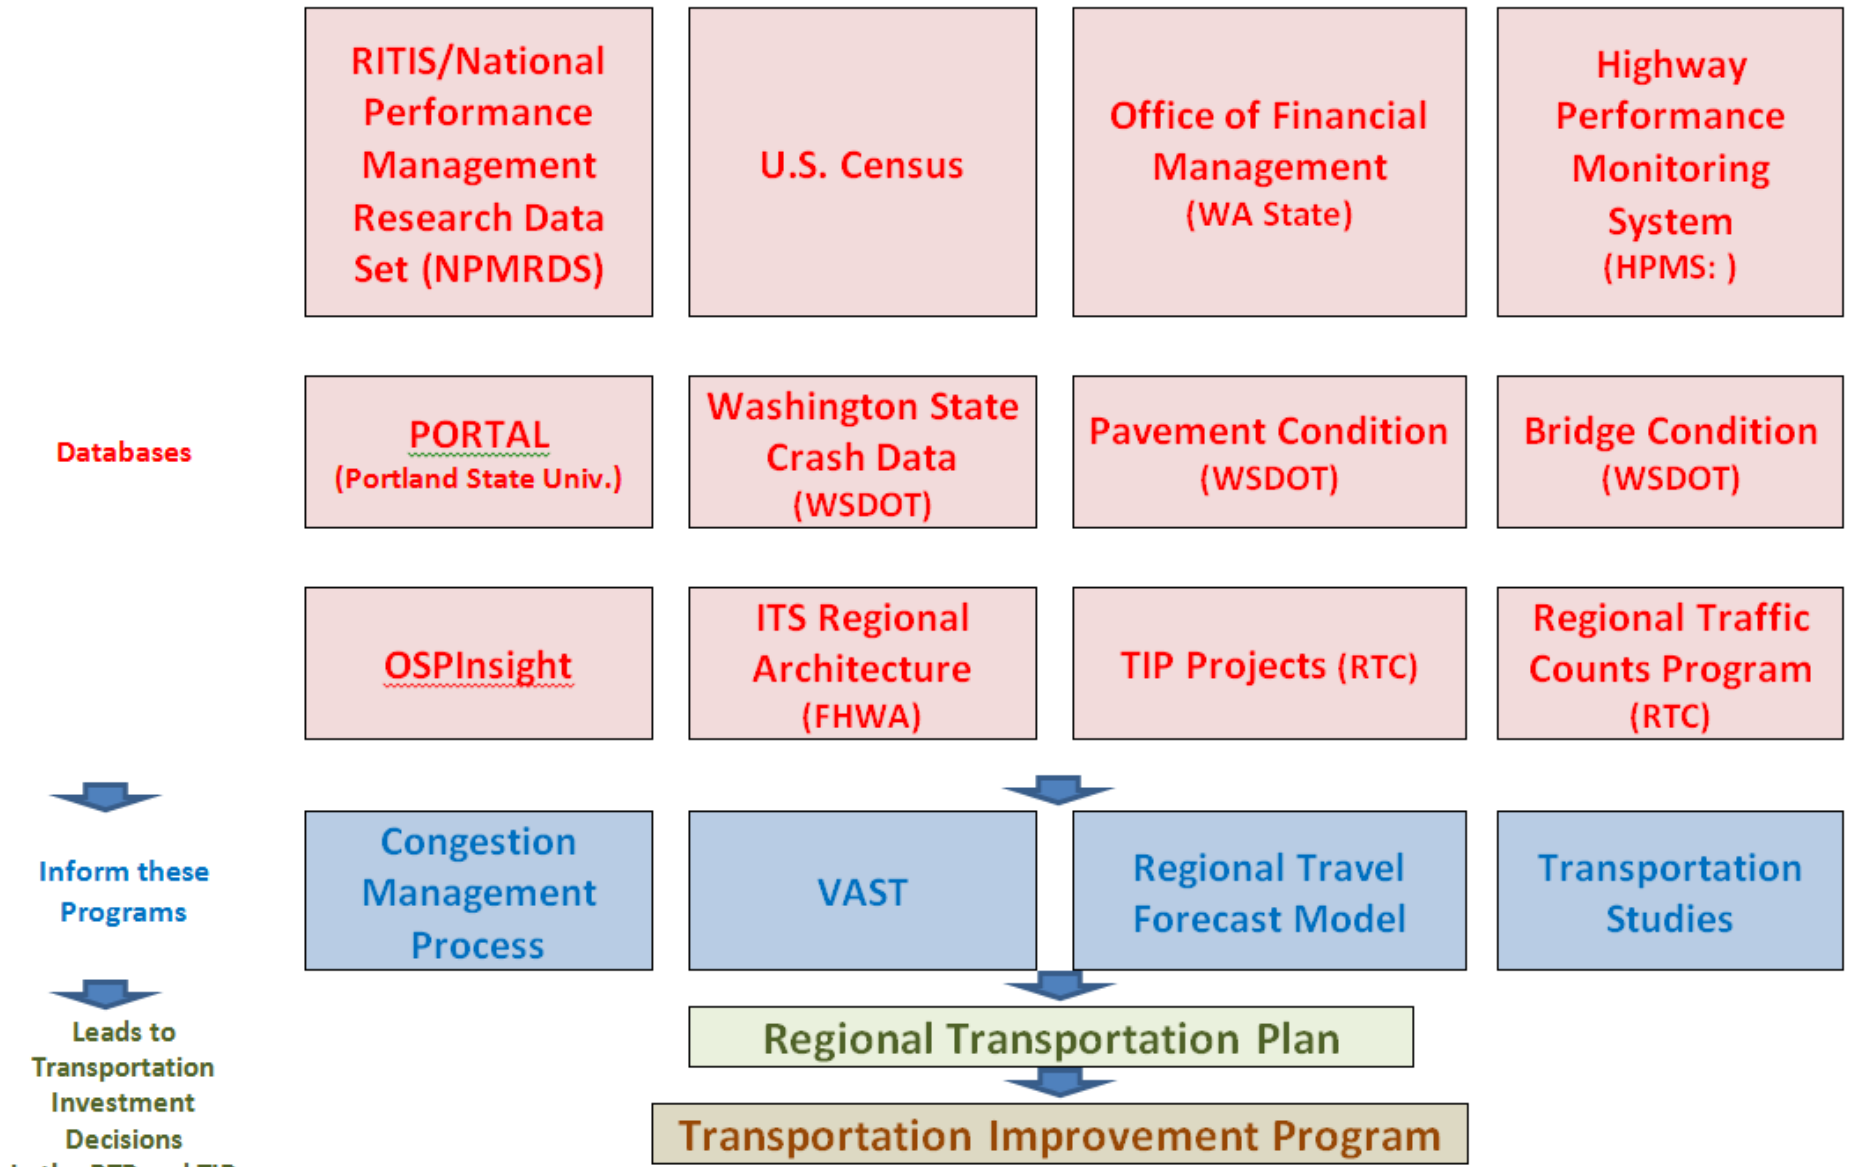 RITIS/National
Performance
Management
Research Data
Set (NPMRDS)
U.S. Census
Office of Financial
Management
(WA State)
Highway
Performance
Monitoring
System
(HPMS: )
Databases
PORTAL
(Portland State Univ.)
Washington State
Crash Data
(WSDOT)
Pavement Condition
(WSDOT)
Bridge Condition
(WSDOT)
OSPInsight
ITS Regional
Architecture
(FHWA)
TIP Projects (RTC)
Regional Traffic
Counts Program
(RTC)
Inform these
Programs
Congestion
Management
Process
VAST
Regional Travel
Forecast Model
Transportation
Studies
Leads to
Transportation
Investment
Decisions
Regional Transportation Plan
Transportation Improvement Program